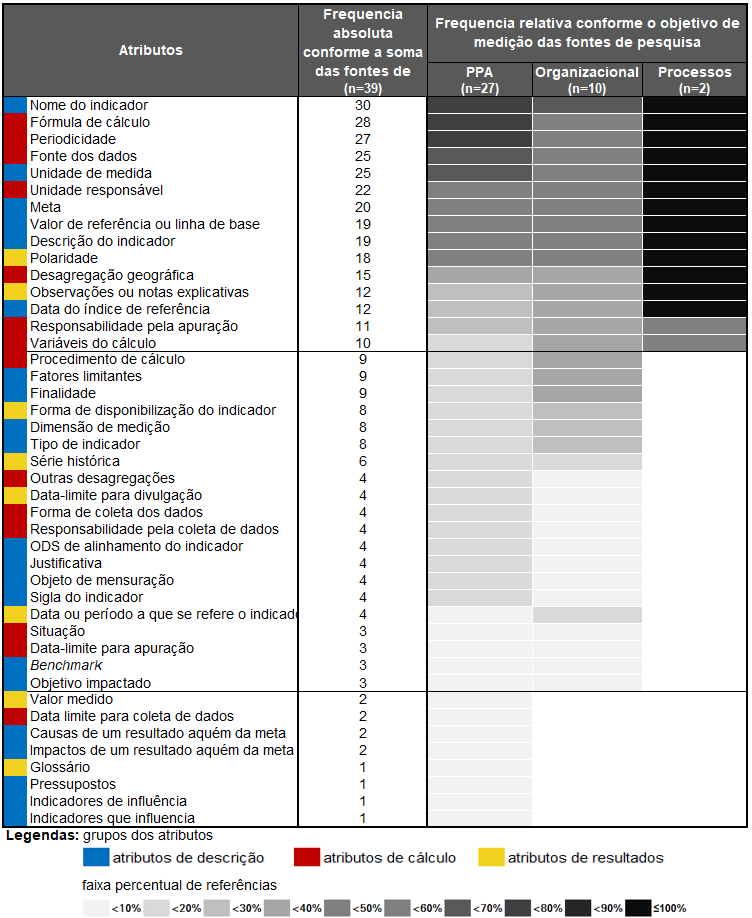 Atributos
Frequencia
absoluta
conforme a soma
das fontes de
(n=39)
Frequencia relativa conforme o objetivo de
medição das fontes de pesquisa
PPA
(n=27)
Organizacional
(n=10)
Processos
(n=2)
Nome do indicador 30
Fórmula de cálculo 28
Periodicidade 27
Fonte dos dados 25
Unidade de medida 25
Unidade responsável 22
Meta 20
Valor de referência ou linha de base 19
Descrição do indicador 19
Polaridade 18
Desagregação geográfica 15
Observações ou notas explicativas 12
Data do índice de referência 12
Responsabilidade pela apuração 11
Variáveis do cálculo 10
Procedimento de cálculo 9
Fatores limitantes 9
Finalidade 9
Forma de disponibilização do indicador 8
Dimensão de medição 8
Tipo de indicador 8
Série histórica 6
Outras desagregações 4
Data-limite para divulgação 4
Forma de coleta dos dados 4
Responsabilidade pela coleta de dados 4
ODS de alinhamento do indicador 4
Justificativa 4
Objeto de mensuração 4
Sigla do indicador 4
Data ou período a que se refere o indicado 4
Situação 3
Data-limite para apuração 3
Benchmark 3
Objetivo impactado 3
Valor medido 2
Data limite para coleta de dados 2
Causas de um resultado aquém da meta 2
Impactos de um resultado aquém da meta 2
Glossário 1
Pressupostos 1
Indicadores de influência 1
Indicadores que influencia 1
Legendas: grupos dos atributos
atributos de descrição atributos de cálculo atributos de resultados
faixa percentual de referências
<10% <20% <30% <40% <50% <60% <70% <80% <90% ≤100%